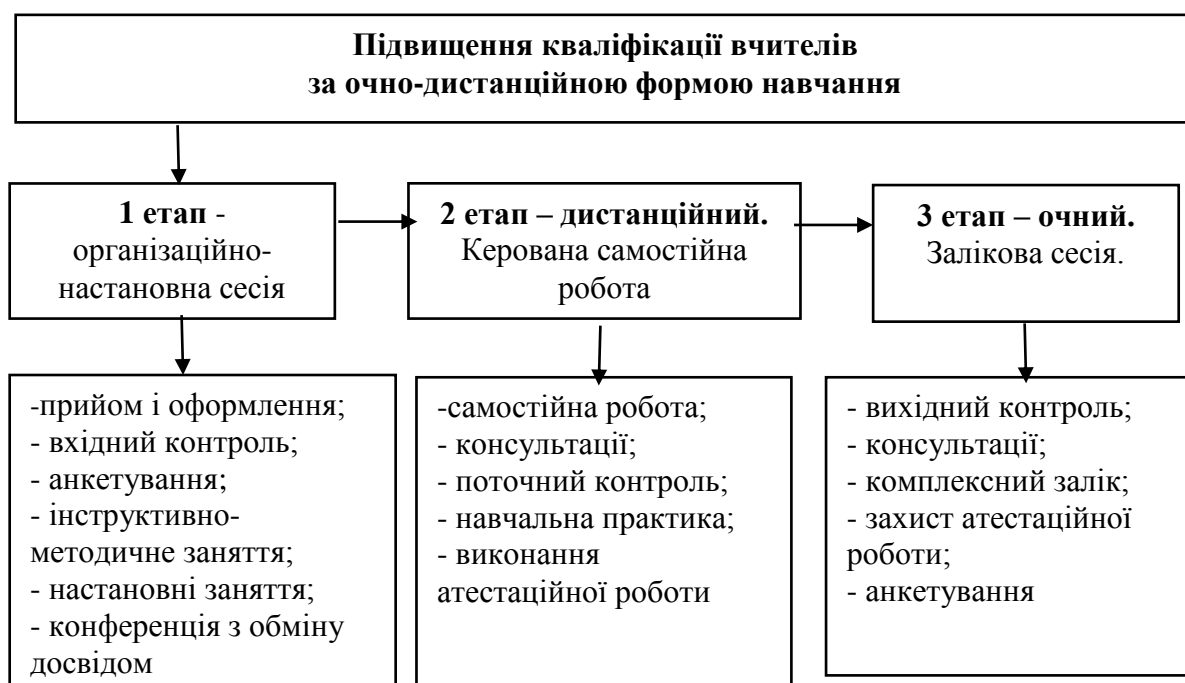 Підвищення кваліфікації вчителів
за очно-дистанційною формою навчання
1 етап -
організаційно-
настановна сесія
2 етап – дистанційний.
Керована самостійна
робота
3 етап – очний.
Залікова сесія.
-прийом і оформлення;
- вхідний контроль;
- анкетування;
- інструктивно-
методичне заняття;
- настановні заняття;
- конференція з обміну
досвідом
-самостійна робота;
- консультації;
- поточний контроль;
- навчальна практика;
- виконання
атестаційної роботи
- вихідний контроль;
- консультації;
- комплексний залік;
- захист атестаційної
роботи;
- анкетування